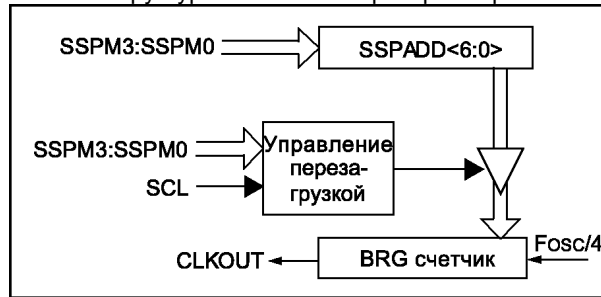 SSPM3:SSPM0
SSPADD<6:0>
SSPM3:SSPM0
SCL
Управление
переза-
грузкой
CLKOUT
BRG счетчик
Fosc/4